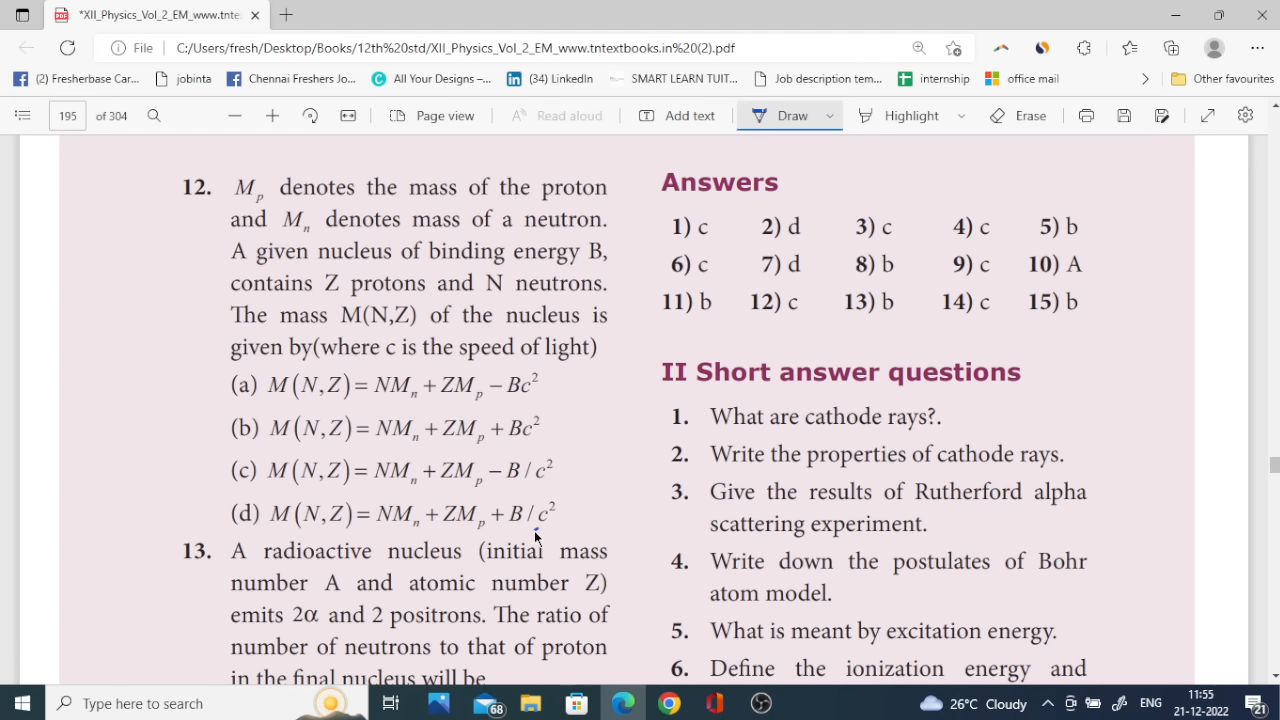 *XII_Physics_Vol_2_EM_www.tnte
File C:/Users/fresh/Desktop/Books/12th%20std/XII_Physics_Vol_2_EM_www.tntextbooks.in%20(2).pdf
(2) Fresherbase Car... jobinta Chennai Freshers Jo... All Your Designs –... (34) LinkedIn SMART LEARN TUIT... Job description tem... internship office mail Other favourites
195 of 304 Page view Read aloud Add text Draw Highlight Erase
12. Mp denotes the mass of the proton
and Mn denotes mass of a neutron.
A given nucleus of binding energy B,
contains Z protons and N neutrons.
The mass M(N,Z) of the nucleus is
given by(where c is the speed of light)
(a) M(N,Z)= NMn + ZMp – Bc²
(b) M(N,Z)= NMn + ZMp + Bc²
(c) M(N,Z)= NMn + ZMp – B / c²
(d) M(N,Z)= NMn + ZMp + B / c²
13. A radioactive nucleus (initial mass
number A and atomic number Z)
emits 2α and 2 positrons. The ratio of
number of neutrons to that of proton
in the final nucleus will be
Answers
1) c 2) d 3) c 4) c 5) b
6) c 7) d 8) b 9) c 10) A
11) b 12) c 13) b 14) c 15) b
II Short answer questions
1. What are cathode rays?.
2. Write the properties of cathode rays.
3. Give the results of Rutherford alpha
scattering experiment.
4. Write down the postulates of Bohr
atom model.
5. What is meant by excitation energy.
6. Define the ionization energy and
Type here to search
68
26°C Cloudy ENG
11:55
21-12-2022
21